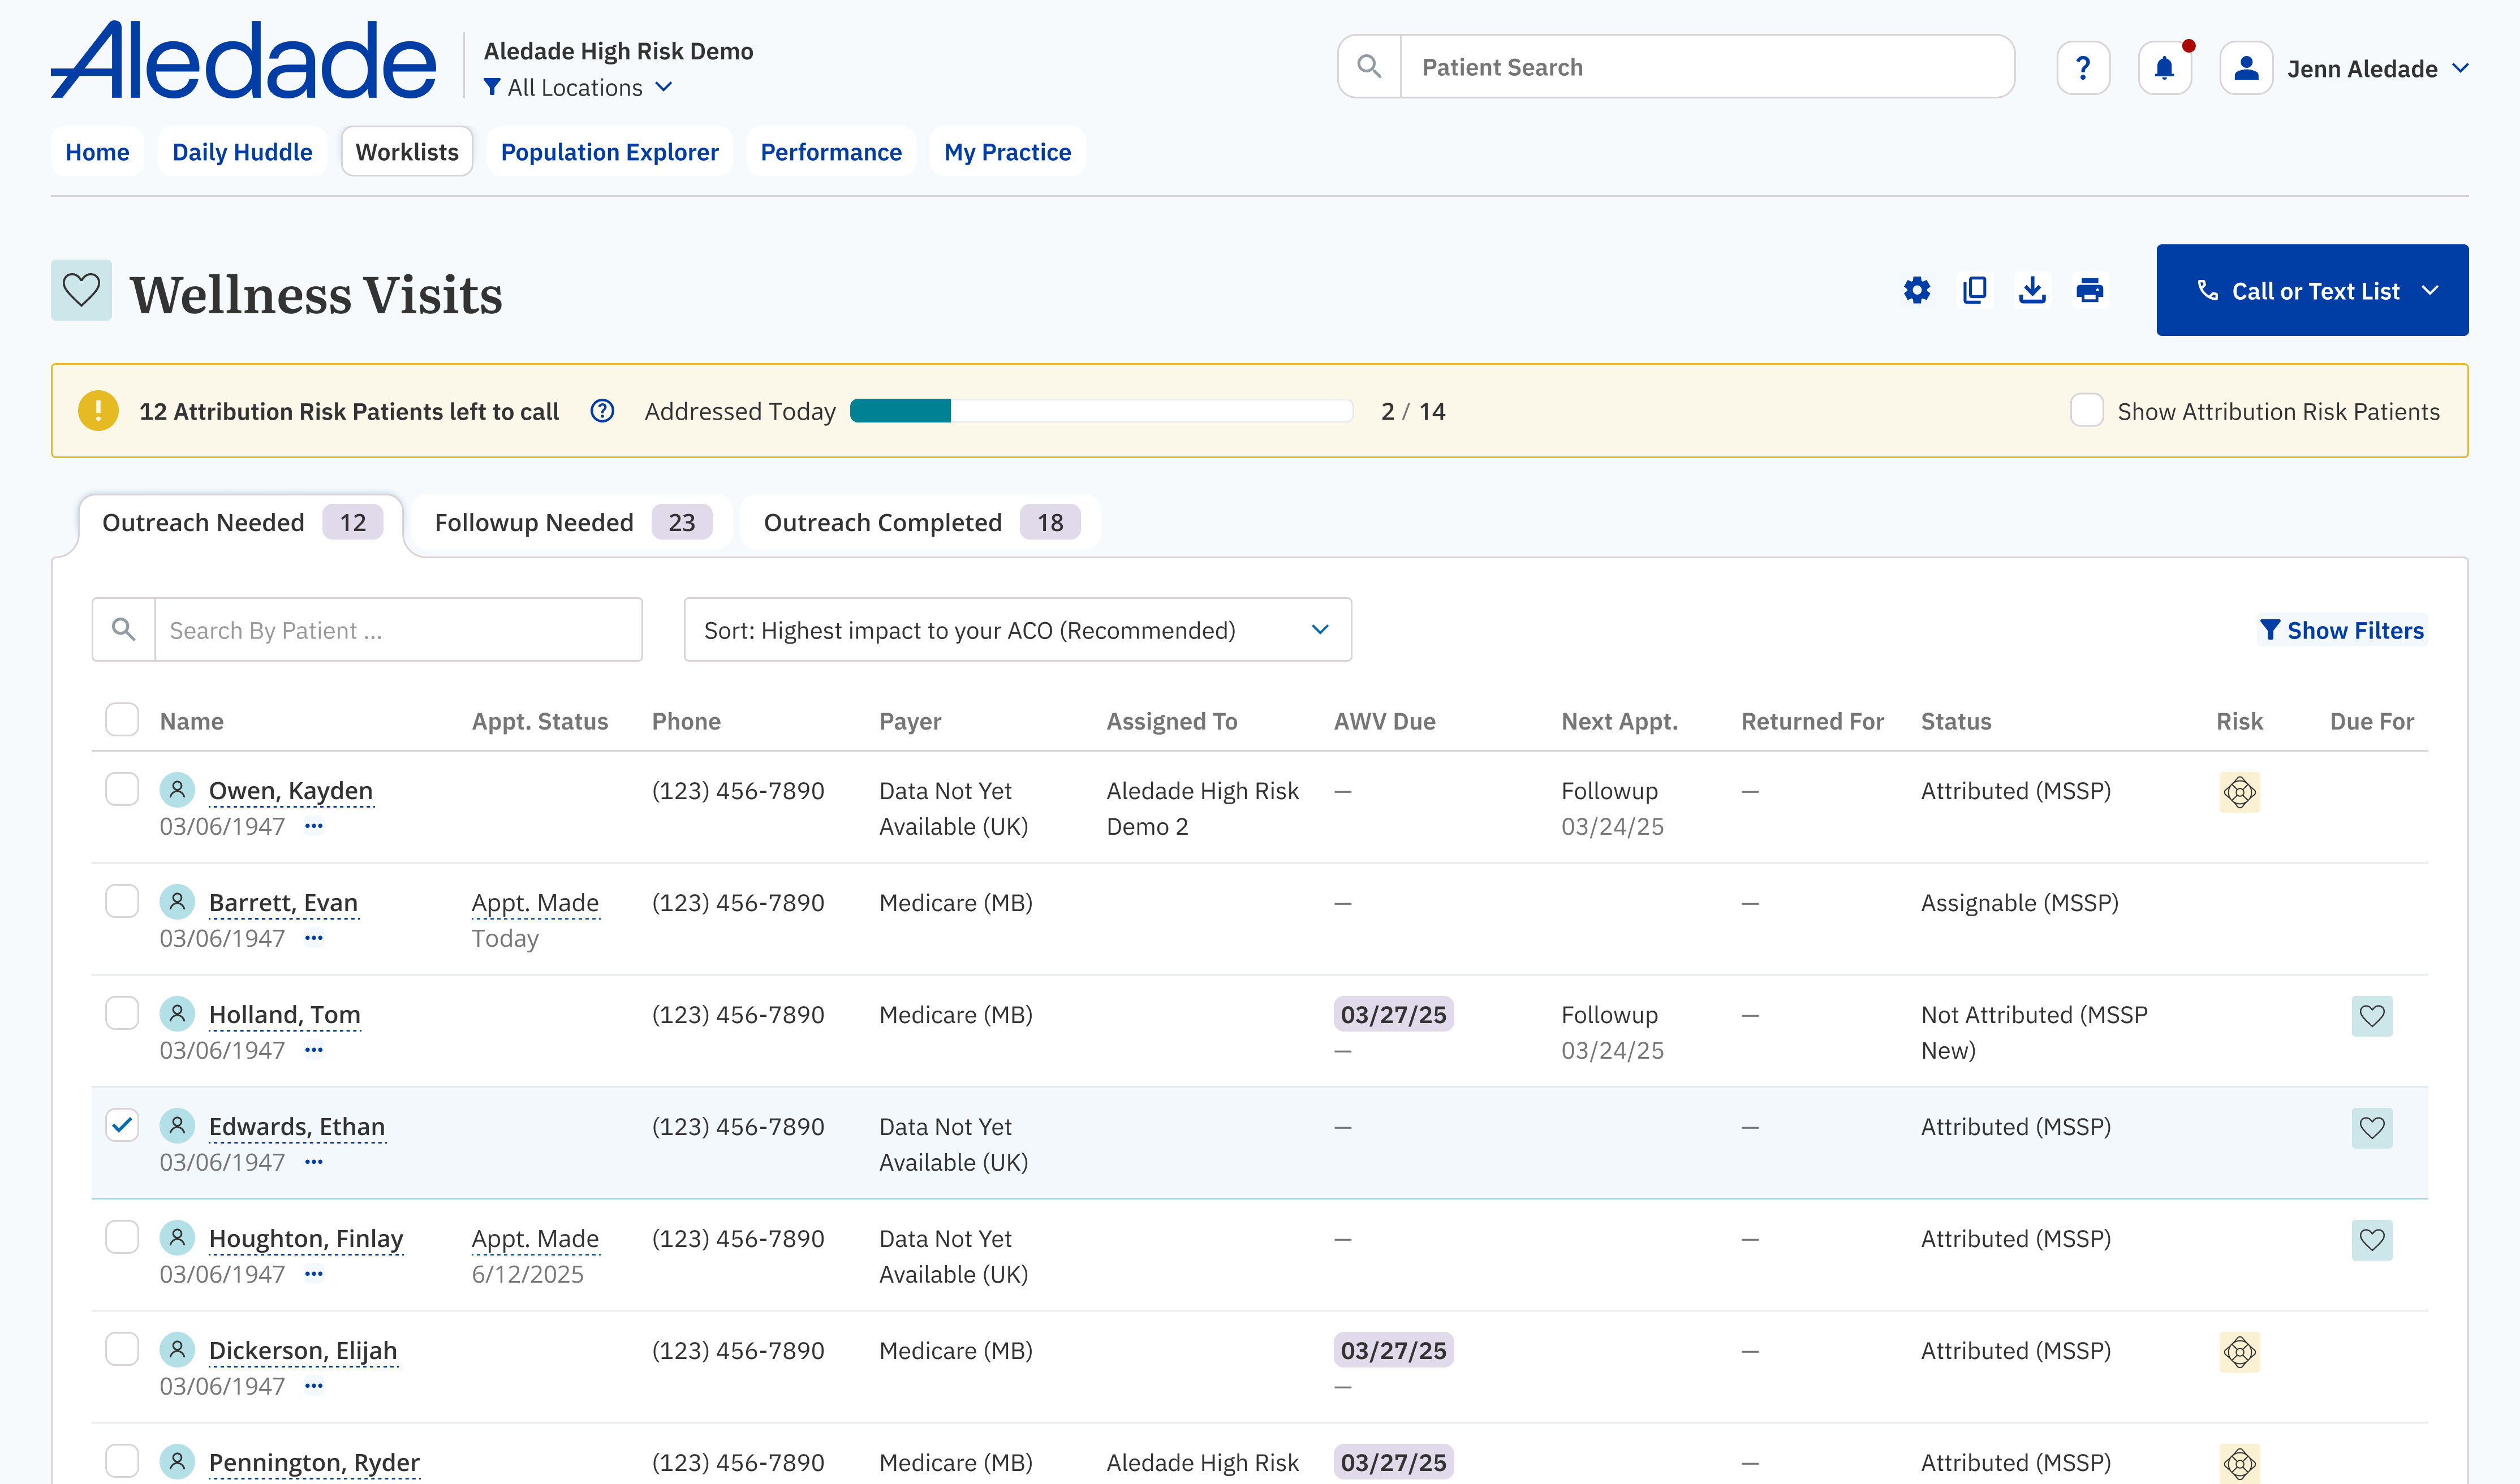 Aledade
Aledade High Risk Demo
All Locations
Patient Search
?
Jenn Aledade
Home
Daily Huddle
Worklists
Population Explorer
Performance
My Practice
Wellness Visits
Call or Text List
!
12 Attribution Risk Patients left to call
?
Addressed Today
2 / 14
Show Attribution Risk Patients
Outreach Needed 12
Followup Needed 23
Outreach Completed 18
Search By Patient ...
Sort: Highest impact to your ACO (Recommended)
Show Filters
Name Appt. Status Phone Payer Assigned To AWV Due Next Appt. Returned For Status Risk Due For
Owen, Kayden (123) 456-7890 Data Not Yet Aledade High Risk — Followup — Attributed (MSSP)
03/06/1947 ... Available (UK) Demo 2 03/24/25
Barrett, Evan Appt. Made (123) 456-7890 Medicare (MB) — — Assignable (MSSP)
03/06/1947 ... Today
Holland, Tom (123) 456-7890 Medicare (MB) 03/27/25 Followup — Not Attributed (MSSP
03/06/1947 ... — 03/24/25 New)
Edwards, Ethan (123) 456-7890 Data Not Yet — — Attributed (MSSP)
03/06/1947 ... Available (UK)
Houghton, Finlay Appt. Made (123) 456-7890 Data Not Yet — — Attributed (MSSP)
03/06/1947 ... 6/12/2025 Available (UK)
Dickerson, Elijah (123) 456-7890 Medicare (MB) 03/27/25 — Attributed (MSSP)
03/06/1947 ... —
Pennington, Ryder (123) 456-7890 Medicare (MB) Aledade High Risk 03/27/25 — Attributed (MSSP)